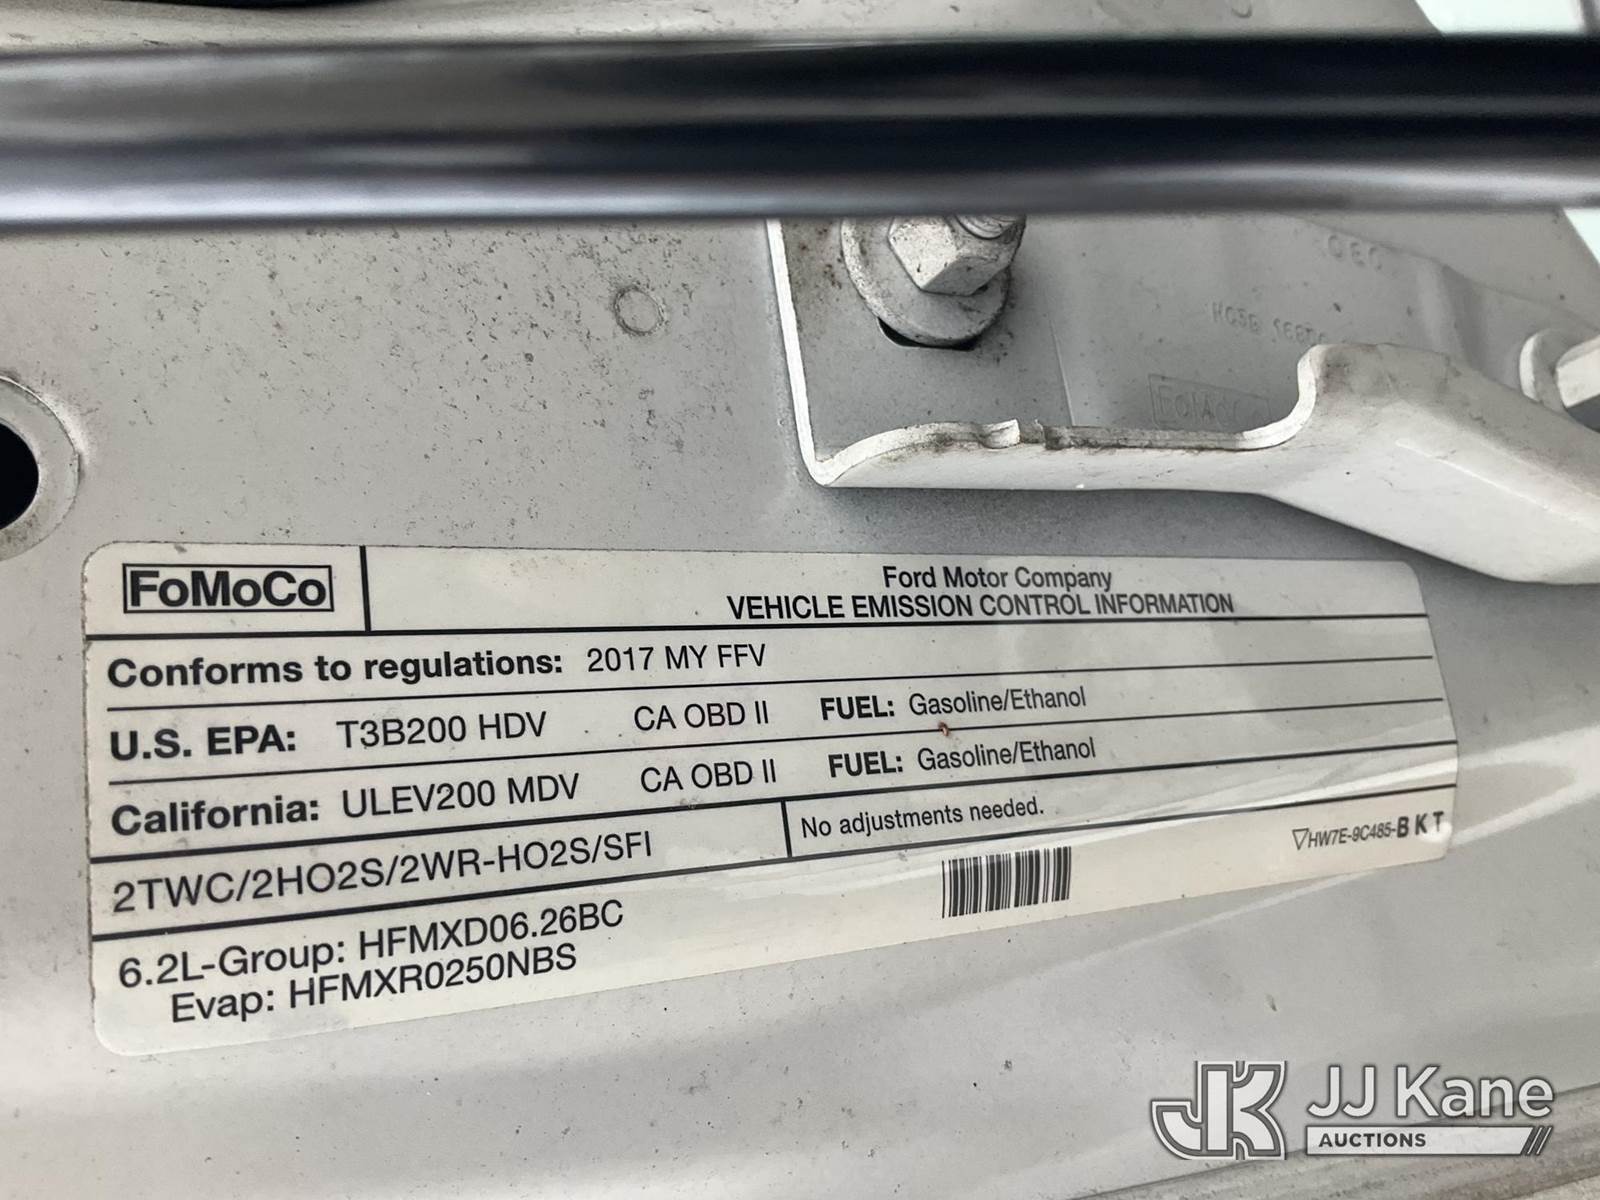 FoMoCo
Ford Motor Company
VEHICLE EMISSION CONTROL INFORMATION
Conforms to regulations: 2017 MY FFV
U.S. EPA: T3B200 HDV CA OBD II FUEL: Gasoline/Ethanol
California: ULEV200 MDV CA OBD II FUEL: Gasoline/Ethanol
2TWC/2HO2S/2WR-HO2S/SFI
No adjustments needed.
HW7E-9C485-BKT
6.2L-Group: HFMXD06.26BC
Evap: HFMXR0250NBS
FoMoCo
JK JJ Kane
AUCTIONS